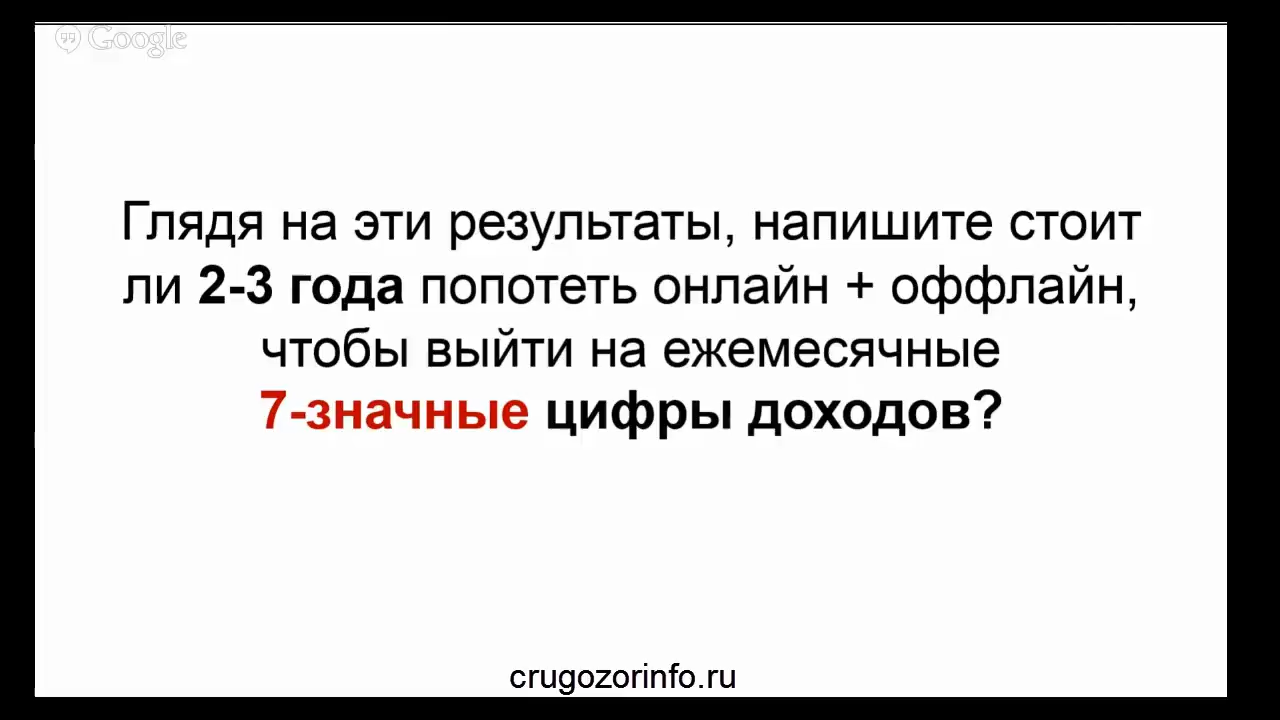 Google
Глядя на эти результаты, напишите стоит
ли 2-3 года попотеть онлайн + оффлайн,
чтобы выйти на ежемесячные
7-значные цифры доходов?
crugozorinfo.ru